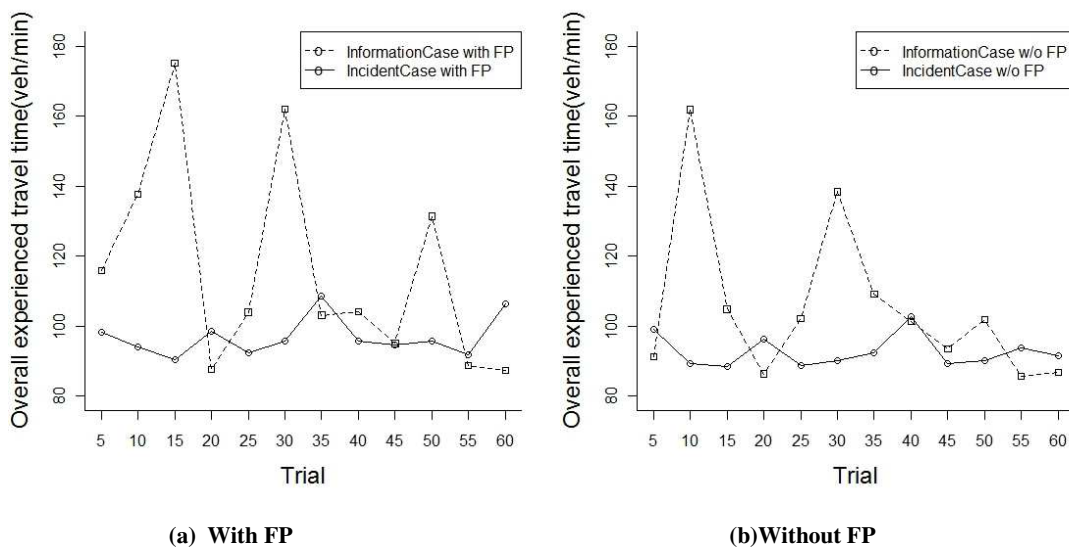 Overall experienced travel time(veh/min)
180
160
140
120
100
80
InformationCase with FP
IncidentCase with FP
5 10 15 20 25 30 35 40 45 50 55 60
Trial
(a) With FP
Overall experienced travel time(veh/min)
180
160
140
120
100
80
InformationCase w/o FP
IncidentCase w/o FP
5 10 15 20 25 30 35 40 45 50 55 60
Trial
(b)Without FP